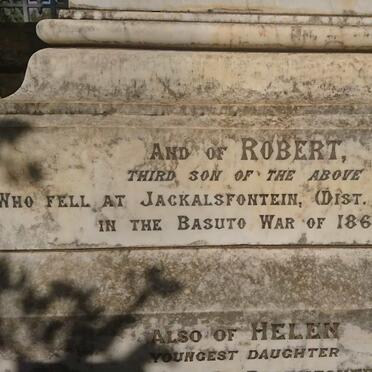 And of ROBERT,
THIRD SON OF THE ABOVE
WHO FELL AT JACKALSFONTEIN, (DIST.
IN THE BASUTO WAR OF 186
ALSO OF HELEN
YOUNGEST DAUGHTER